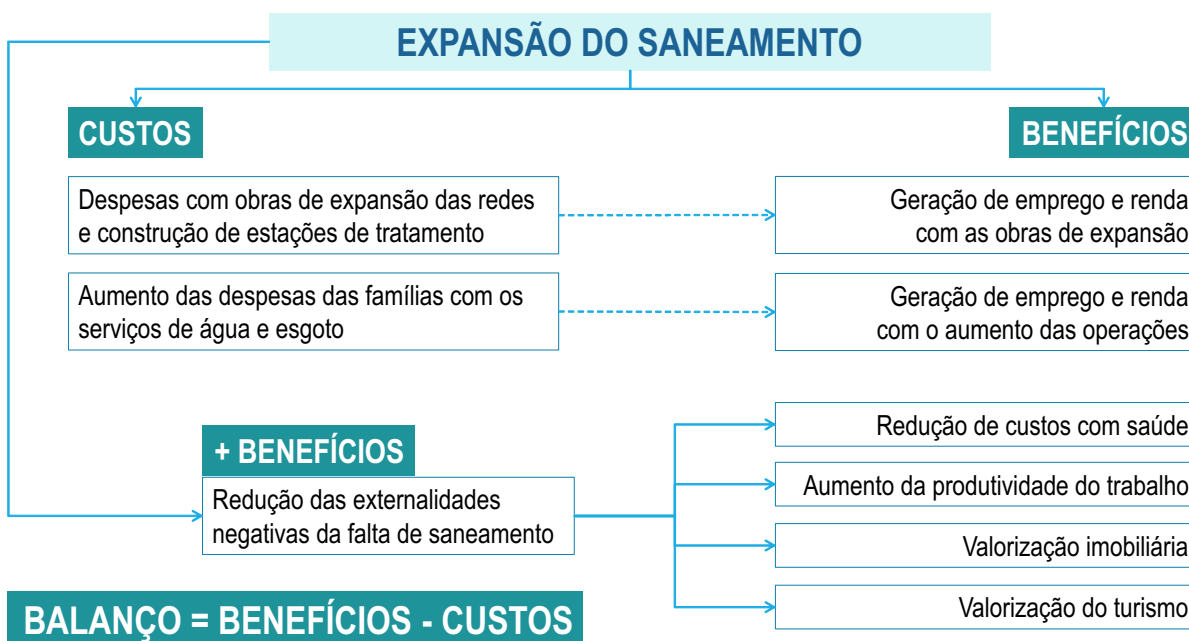 EXPANSÃO DO SANEAMENTO
CUSTOS
BENEFÍCIOS
Despesas com obras de expansão das redes
e construção de estações de tratamento
Geração de emprego e renda
com as obras de expansão
Aumento das despesas das famílias com os
serviços de água e esgoto
Geração de emprego e renda
com o aumento das operações
+ BENEFÍCIOS
Redução das externalidades
negativas da falta de saneamento
Redução de custos com saúde
Aumento da produtividade do trabalho
Valorização imobiliária
Valorização do turismo
BALANÇO = BENEFÍCIOS - CUSTOS